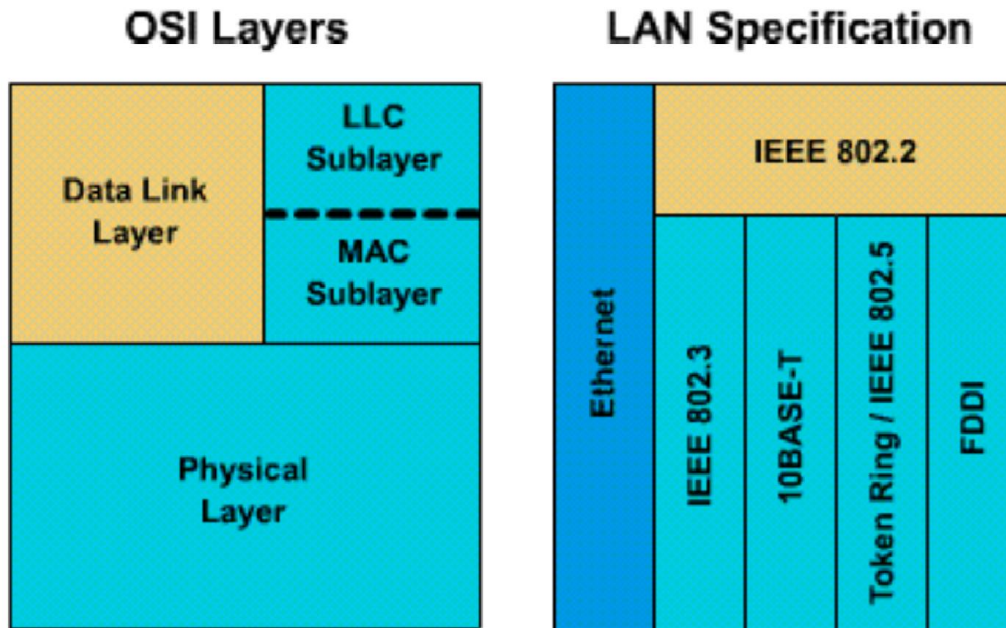 OSI Layers
Data Link
Layer
LLC
Sublayer
MAC
Sublayer
Physical
Layer
LAN Specification
Ethernet
IEEE 802.2
IEEE 802.3
10BASE-T
Token Ring / IEEE 802.5
FDDI